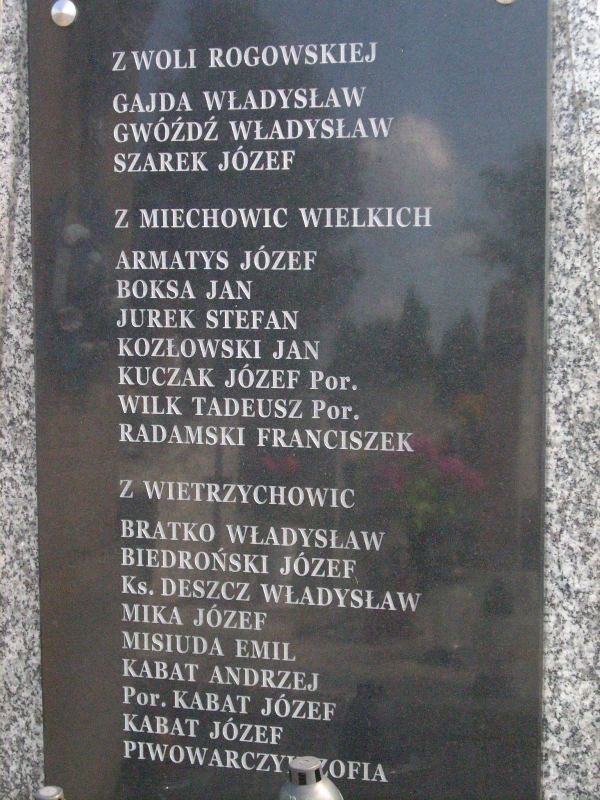 Z WOLI ROGOWSKIEJ
GAJDA WŁADYSŁAW
GWÓŹDŹ WŁADYSŁAW
SZAREK JÓZEF
Z MIECHOWIC WIELKICH
ARMATYS JÓZEF
BOKSA JAN
JUREK STEFAN
KOZŁOWSKI JAN
KUCZAK JÓZEF Por.
WILK TADEUSZ Por.
RADAMSKI FRANCISZEK
Z WIETRZYCHOWIC
BRATKO WŁADYSŁAW
BIEDROŃSKI JÓZEF
Ks. DESZCZ WŁADYSŁAW
MIKA JÓZEF
MISIUDA EMIL
KABAT ANDRZEJ
Por. KABAT JÓZEF
KABAT JÓZEF
PIWOWARCZYK ZOFIA